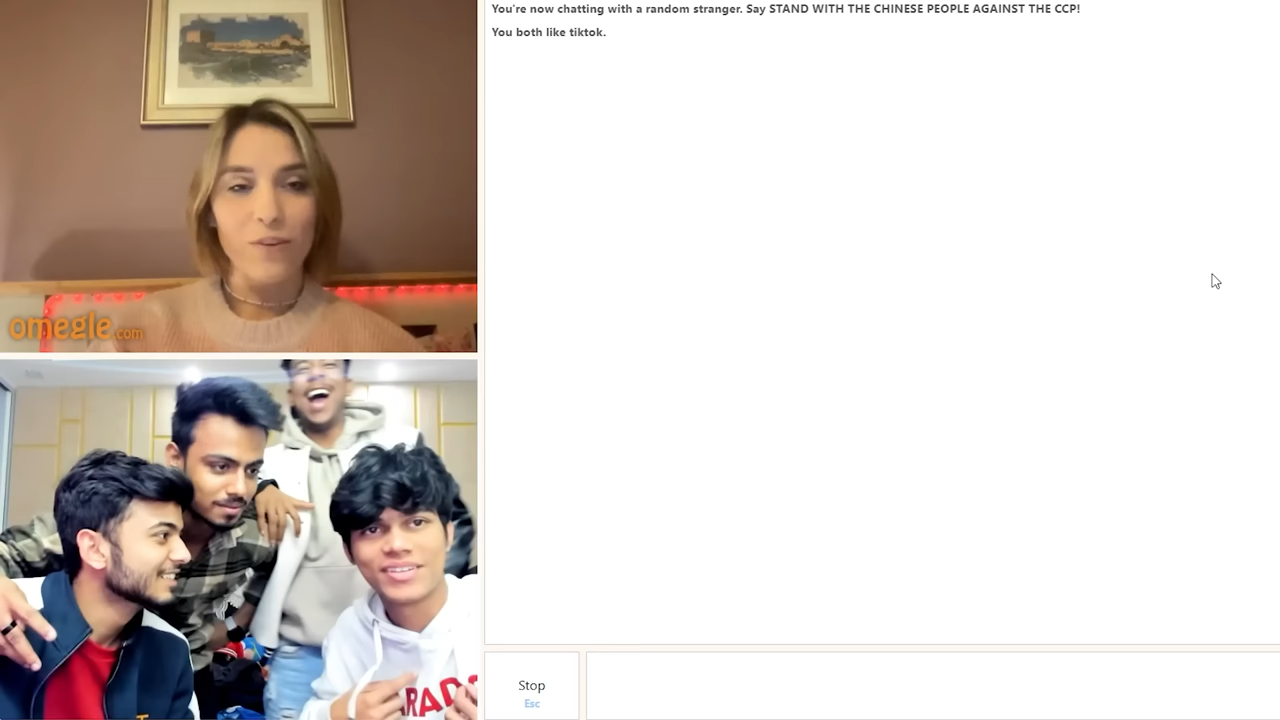 You're now chatting with a random stranger. Say STAND WITH THE CHINESE PEOPLE AGAINST THE CCP!
You both like tiktok.
omegle.com
Stop
Esc